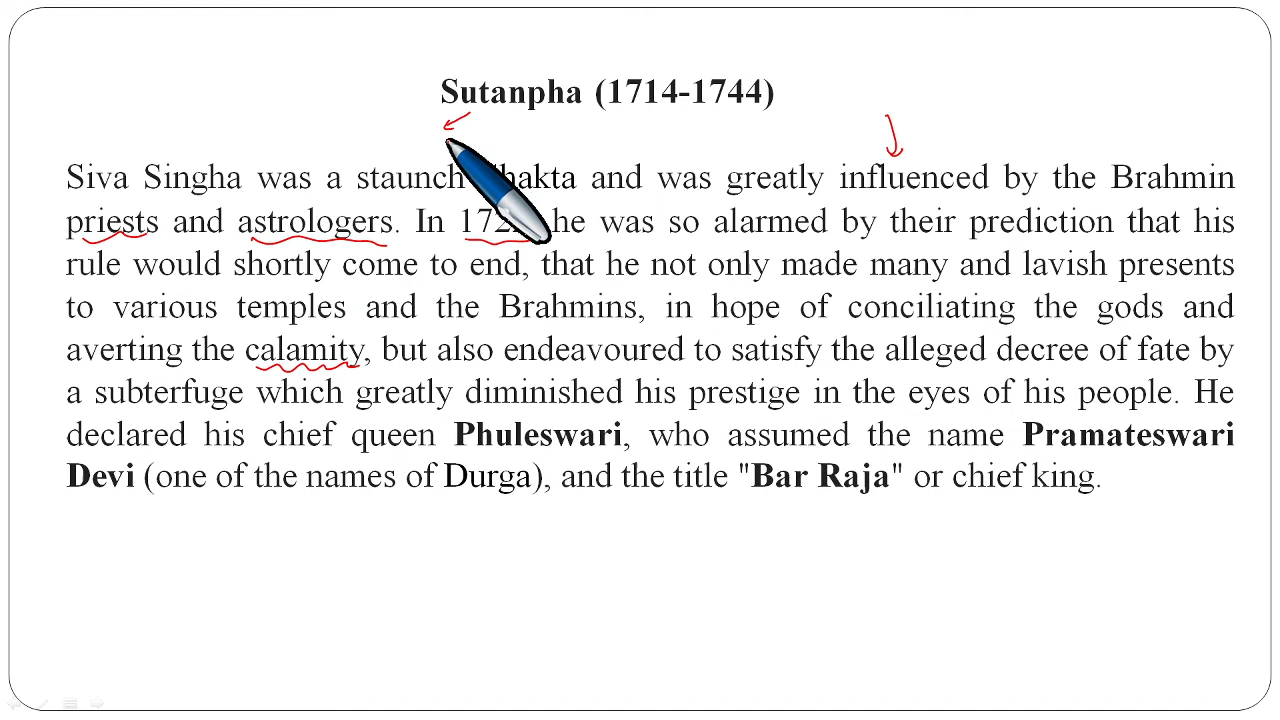 Sutanpha (1714-1744)
Siva Singha was a staunch and was greatly influenced by the Brahmin
priests and astrologers. In he was so alarmed by their prediction that his
rule would shortly come to end, that he not only made many and lavish presents
to various temples and the Brahmins, in hope of conciliating the gods and
averting the calamity, but also endeavoured to satisfy the alleged decree of fate by
a subterfuge which greatly diminished his prestige in the eyes of his people. He
declared his chief queen Phuleswari, who assumed the name Pramateswari
Devi (one of the names of Durga), and the title "Bar Raja" or chief king.